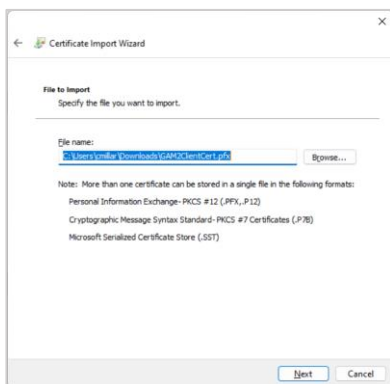 Certificate Import Wizard
File to Import
Specify the file you want to import.
File name:
C:\Users\pmillar\Downloads\GAM2ClientCert.pfx
Browse...
Note: More than one certificate can be stored in a single file in the following formats:
Personal Information Exchange- PKCS #12 (.PFX,.P12)
Cryptographic Message Syntax Standard- PKCS #7 Certificates (.P7B)
Microsoft Serialized Certificate Store (.SST)
Next Cancel